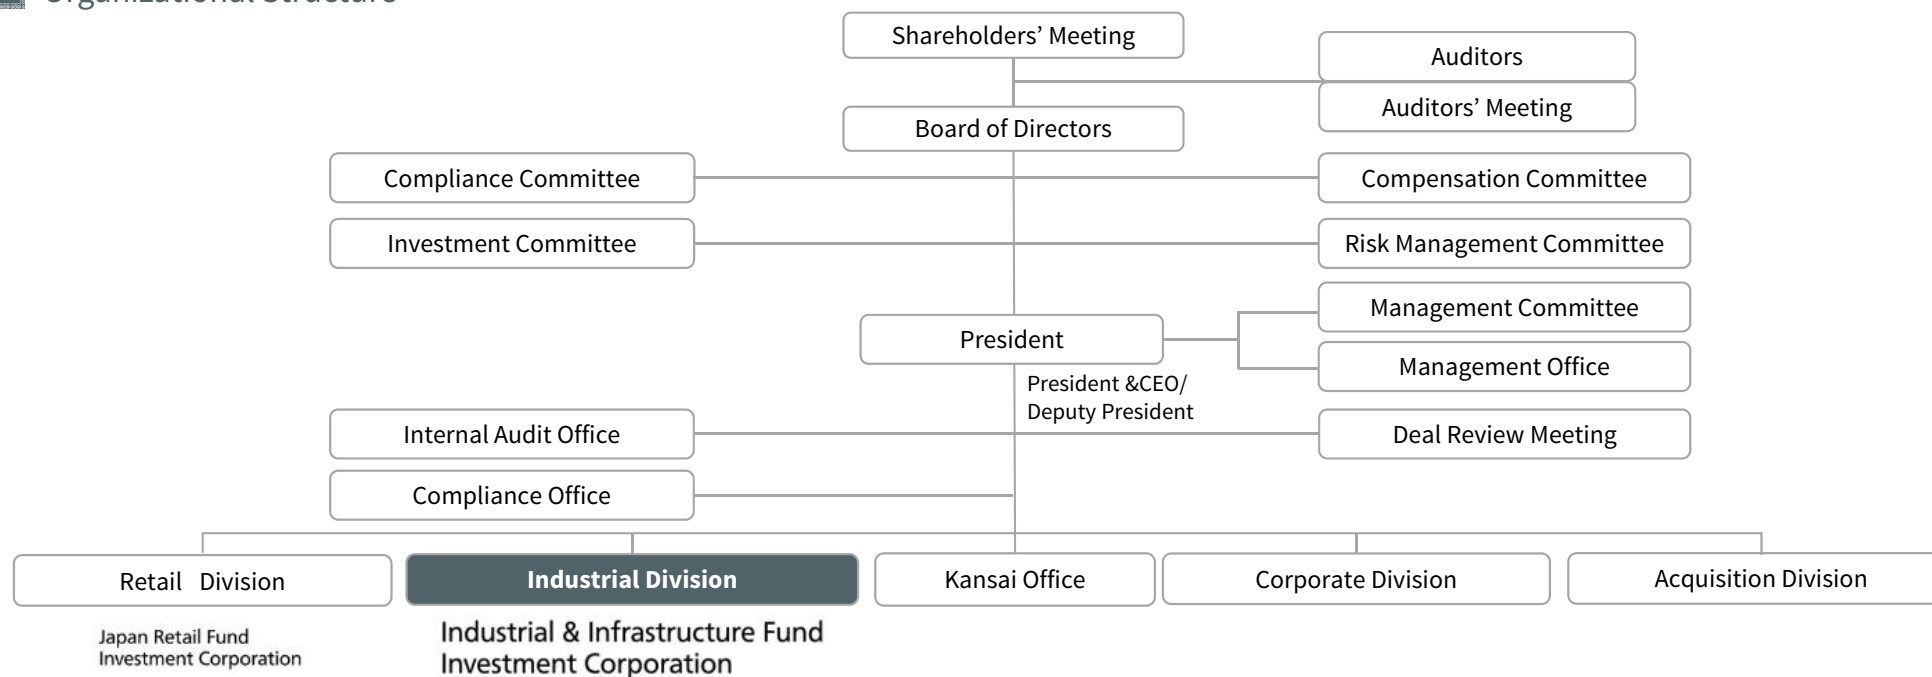 Organizational Structure
Shareholders’ Meeting
Auditors
Auditors’ Meeting
Board of Directors
Compliance Committee
Compensation Committee
Investment Committee
Risk Management Committee
Management Committee
President
Management Office
President &CEO/
Deputy President
Internal Audit Office
Deal Review Meeting
Compliance Office
Retail Division
Industrial Division
Kansai Office
Corporate Division
Acquisition Division
Japan Retail Fund
Investment Corporation
Industrial & Infrastructure Fund
Investment Corporation